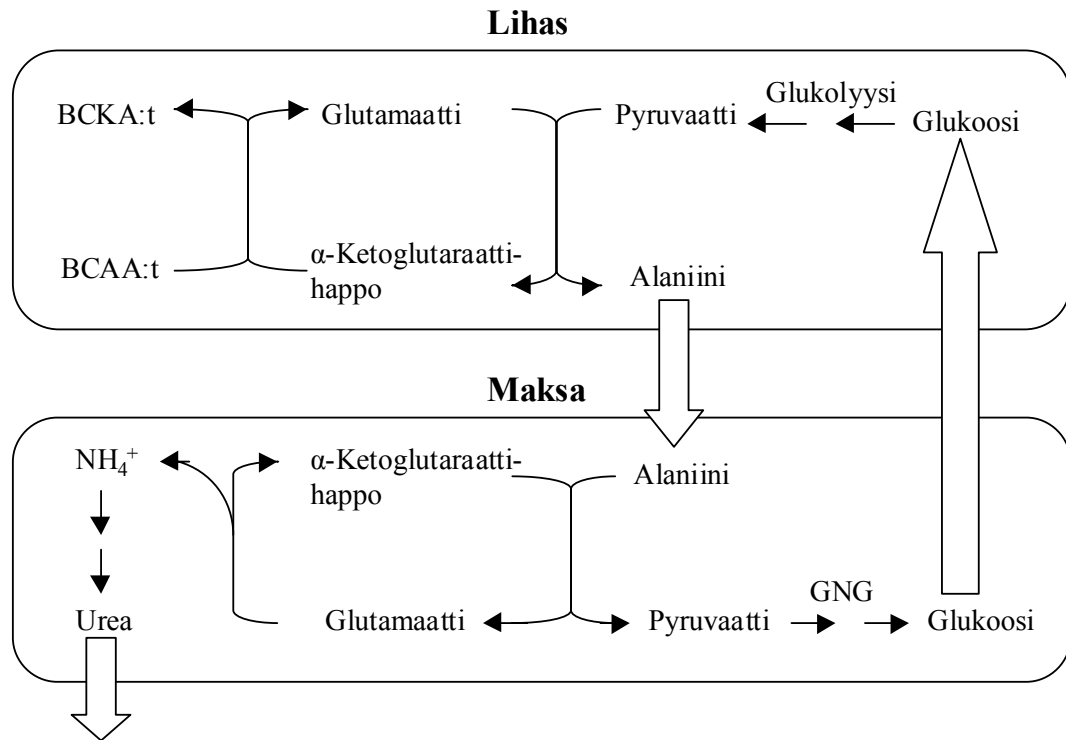 Lihas
BCKA:t
Glutamaatti
Pyruvaatti
Glukolyysi
Glukoosi
BCAA:t
α-Ketoglutaraatti-
happo
Alaniini
Maksa
NH₄⁺
α-Ketoglutaraatti-
happo
Alaniini
Urea
Glutamaatti
Pyruvaatti
GNG
Glukoosi